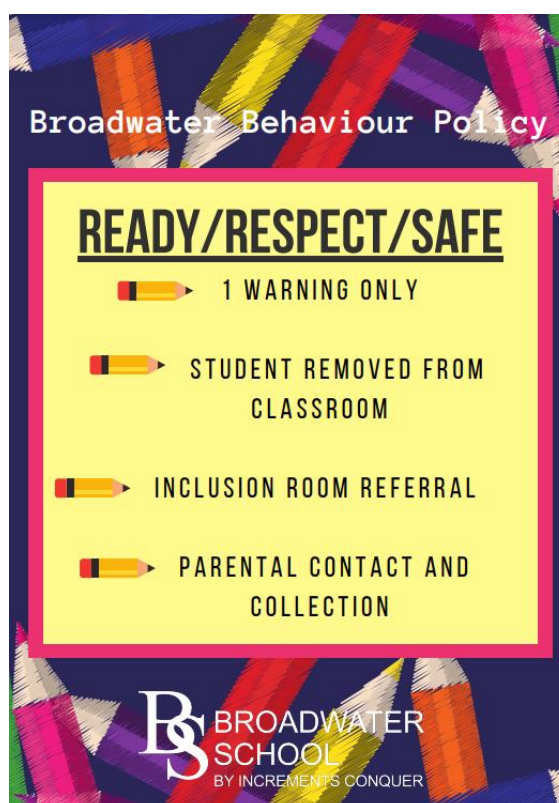 Broadwater Behaviour Policy
READY/RESPECT/SAFE
1 WARNING ONLY
STUDENT REMOVED FROM
CLASSROOM
INCLUSION ROOM REFERRAL
PARENTAL CONTACT AND
COLLECTION
BS BROADWATER
SCHOOL
BY INCREMENTS CONQUER